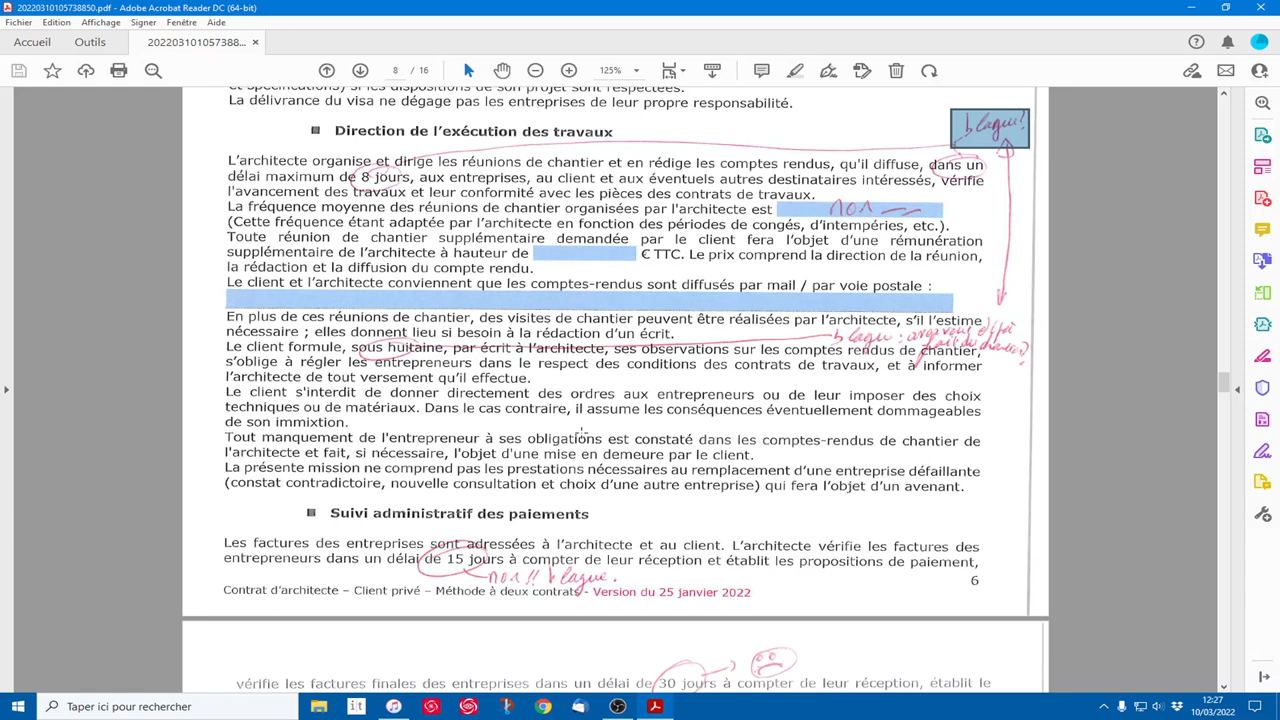 20220310105738850.pdf - Adobe Acrobat Reader DC (64-bit)
Fichier Edition Affichage Signer Fenêtre Aide
Accueil Outils 202203101057388... ×
8 / 16 125%
et spécifications) si les dispositions de son projet sont respectées.
La délivrance du visa ne dégage pas les entreprises de leur propre responsabilité.
blague!
Direction de l'exécution des travaux
L'architecte organise et dirige les réunions de chantier et en rédige les comptes rendus, qu'il diffuse, dans un
délai maximum de 8 jours, aux entreprises, au client et aux éventuels autres destinataires intéressés, vérifie
l'avancement des travaux et leur conformité avec les pièces des contrats de travaux.
La fréquence moyenne des réunions de chantier organisées par l'architecte est non
(Cette fréquence étant adaptée par l'architecte en fonction des périodes de congés, d'intempéries, etc.).
Toute réunion de chantier supplémentaire demandée par le client fera l'objet d'une rémunération
supplémentaire de l'architecte à hauteur de € TTC. Le prix comprend la direction de la réunion,
la rédaction et la diffusion du compte rendu.
Le client et l'architecte conviennent que les comptes-rendus sont diffusés par mail / par voie postale :
En plus de ces réunions de chantier, des visites de chantier peuvent être réalisées par l'architecte, s'il l'estime
nécessaire ; elles donnent lieu si besoin à la rédaction d'un écrit.
blague : avez vous déjà
fait du chantier?
Le client formule, sous huitaine, par écrit à l'architecte, ses observations sur les comptes rendus de chantier,
s'oblige à régler les entrepreneurs dans le respect des conditions des contrats de travaux, et à informer
l'architecte de tout versement qu'il effectue.
Le client s'interdit de donner directement des ordres aux entrepreneurs ou de leur imposer des choix
techniques ou de matériaux. Dans le cas contraire, il assume les conséquences éventuellement dommageables
de son immixtion.
Tout manquement de l'entrepreneur à ses obligations est constaté dans les comptes-rendus de chantier de
l'architecte et fait, si nécessaire, l'objet d'une mise en demeure par le client.
La présente mission ne comprend pas les prestations nécessaires au remplacement d'une entreprise défaillante
(constat contradictoire, nouvelle consultation et choix d'une autre entreprise) qui fera l'objet d'un avenant.
Suivi administratif des paiements
Les factures des entreprises sont adressées à l'architecte et au client. L'architecte vérifie les factures des
entrepreneurs dans un délai de 15 jours à compter de leur réception et établit les propositions de paiement,
non!! blague.
6
Contrat d'architecte – Client privé – Méthode à deux contrats - Version du 25 janvier 2022
vérifie les factures finales des entreprises dans un délai de 30 jours à compter de leur réception, établit le
Taper ici pour rechercher
12:27
10/03/2022